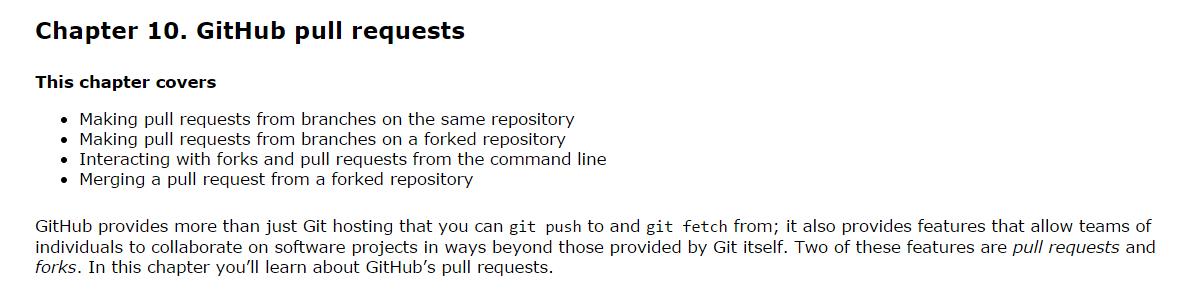 Chapter 10. GitHub pull requests
This chapter covers
• Making pull requests from branches on the same repository
• Making pull requests from branches on a forked repository
• Interacting with forks and pull requests from the command line
• Merging a pull request from a forked repository
GitHub provides more than just Git hosting that you can git push to and git fetch from; it also provides features that allow teams of
individuals to collaborate on software projects in ways beyond those provided by Git itself. Two of these features are pull requests and
forks. In this chapter you’ll learn about GitHub’s pull requests.